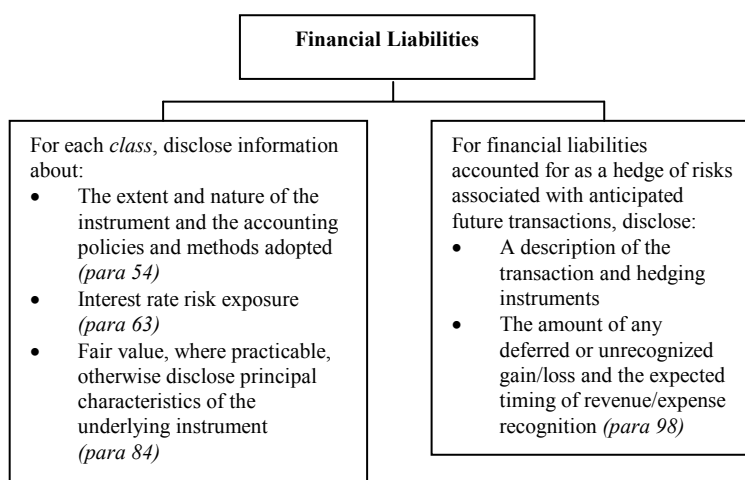 Financial Liabilities
For each class, disclose information
about:
• The extent and nature of the
instrument and the accounting
policies and methods adopted
(para 54)
• Interest rate risk exposure
(para 63)
• Fair value, where practicable,
otherwise disclose principal
characteristics of the
underlying instrument
(para 84)
For financial liabilities
accounted for as a hedge of risks
associated with anticipated
future transactions, disclose:
• A description of the
transaction and hedging
instruments
• The amount of any
deferred or unrecognized
gain/loss and the expected
timing of revenue/expense
recognition (para 98)